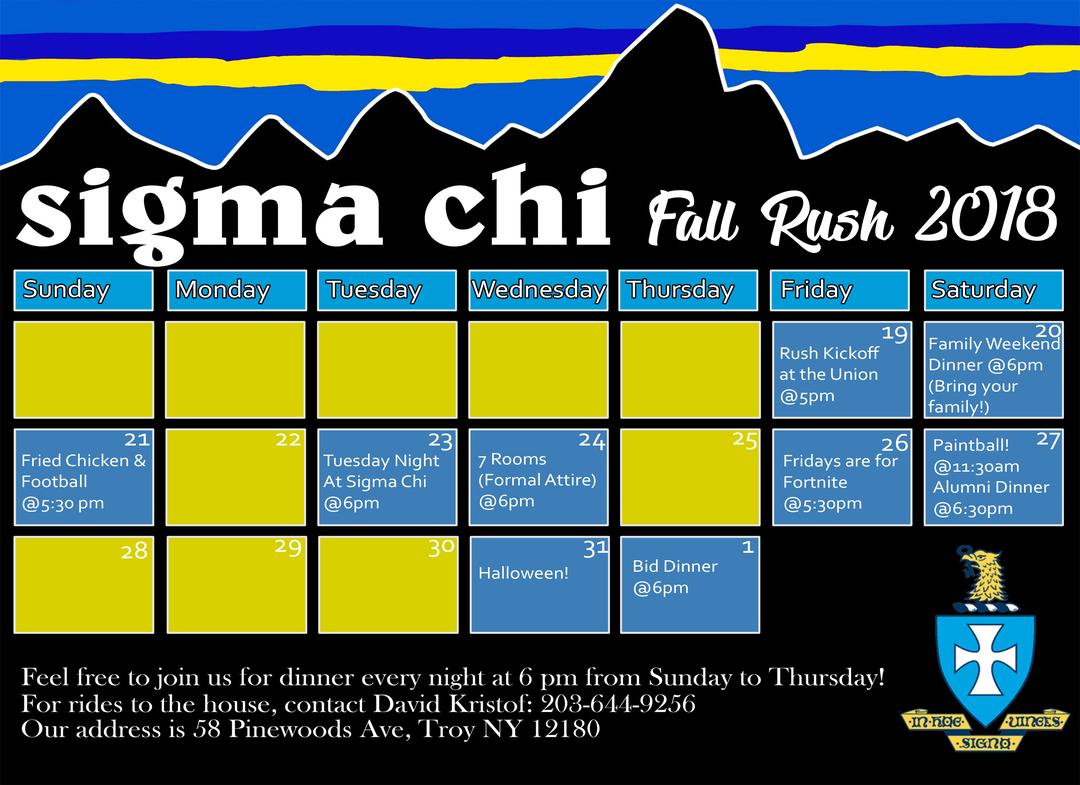 sigma chi Fall Rush 2018
Sunday Monday Tuesday Wednesday Thursday Friday Saturday
19
Rush Kickoff
at the Union
@5pm
20
Family Weekend
Dinner @6pm
(Bring your
family!)
21
Fried Chicken &
Football
@5:30 pm
22
23
Tuesday Night
At Sigma Chi
@6pm
24
7 Rooms
(Formal Attire)
@6pm
25
26
Fridays are for
Fortnite
@5:30pm
27
Paintball!
@11:30am
Alumni Dinner
@6:30pm
28
29
30
31
Halloween!
1
Bid Dinner
@6pm
Feel free to join us for dinner every night at 6 pm from Sunday to Thursday!
For rides to the house, contact David Kristof: 203-644-9256
Our address is 58 Pinewoods Ave, Troy NY 12180
IN·HOC VINCES
·SIGNO·